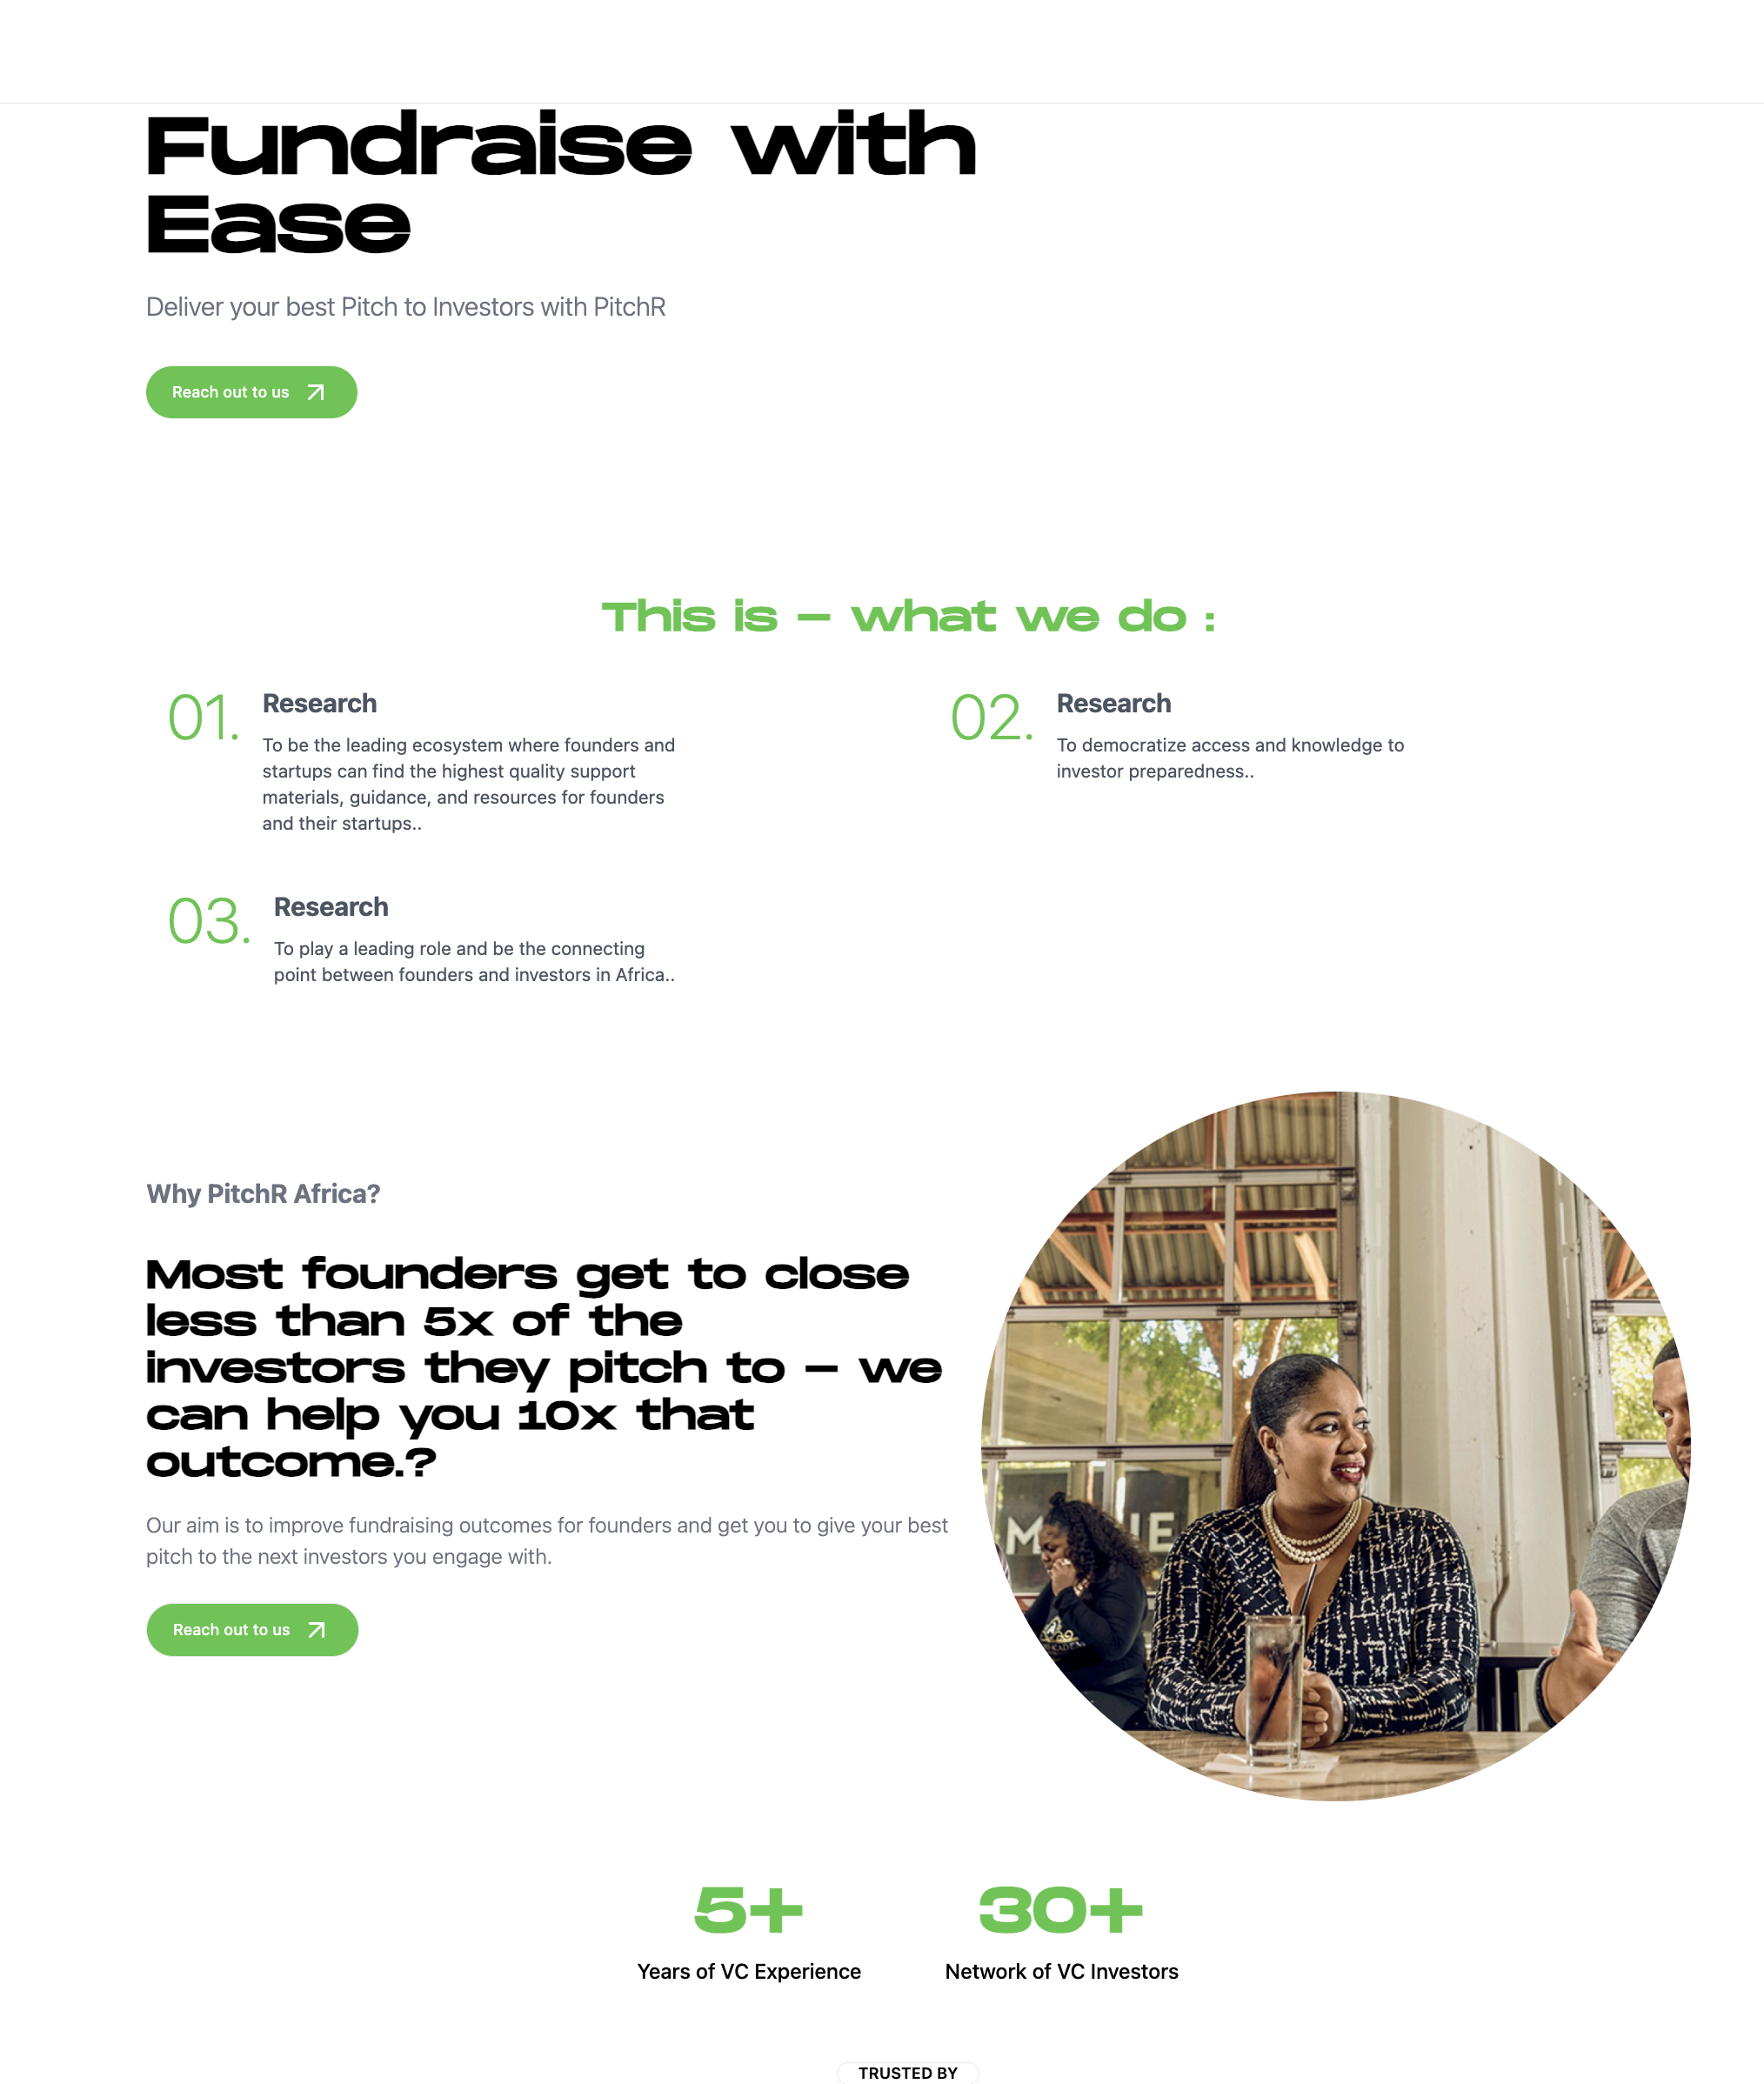 Fundraise with
Ease
Deliver your best Pitch to Investors with PitchR
Reach out to us
This is – what we do :
01.
Research
To be the leading ecosystem where founders and
startups can find the highest quality support
materials, guidance, and resources for founders
and their startups..
02.
Research
To democratize access and knowledge to
investor preparedness..
03.
Research
To play a leading role and be the connecting
point between founders and investors in Africa..
Why PitchR Africa?
Most founders get to close
less than 5x of the
investors they pitch to – we
can help you 10x that
outcome.?
Our aim is to improve fundraising outcomes for founders and get you to give your best
pitch to the next investors you engage with.
Reach out to us
5+
Years of VC Experience
30+
Network of VC Investors
TRUSTED BY